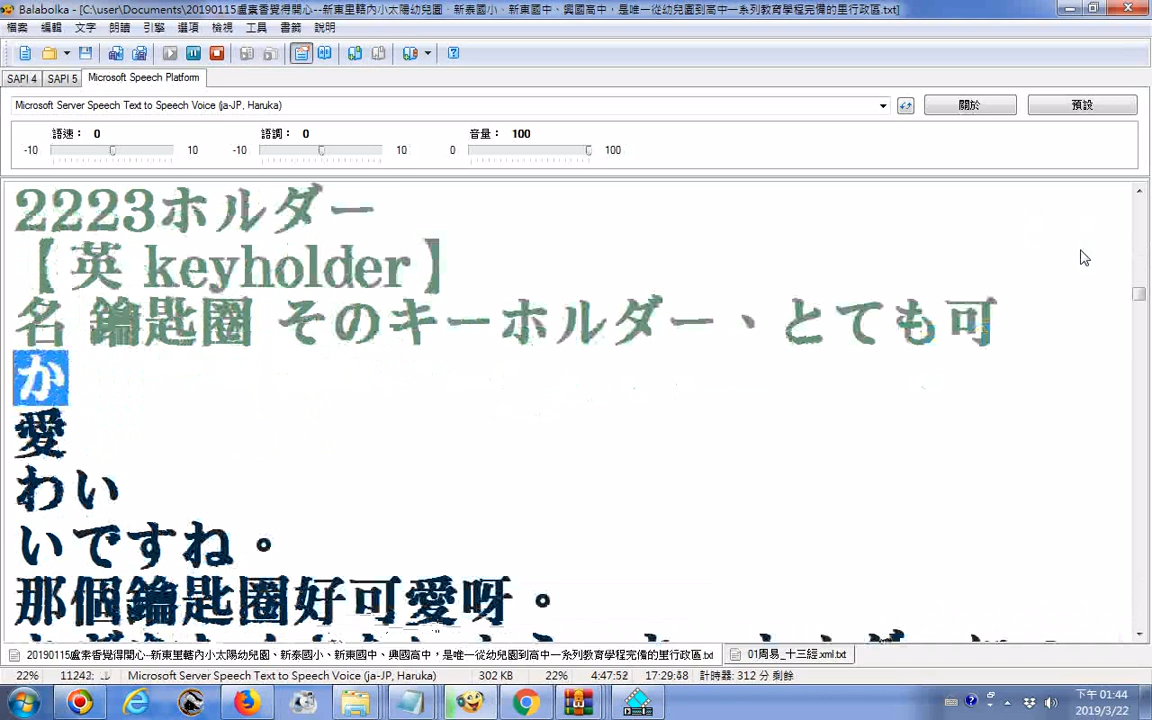 Balabolka - [C:\user\Documents\20190115盧素香覺得開心--新東里轄內小太陽幼兒園、新泰國小、新東國中、興國高中，是唯一從幼兒園到高中一系列教育學程完備的里行政區.txt]
檔案 編輯 文字 朗讀 引擎 選項 檢視 工具 書籤 說明
SAPI 4 SAPI 5 Microsoft Speech Platform
Microsoft Server Speech Text to Speech Voice (ja-JP, Haruka) 關於 預設
語速： 0 語調： 0 音量： 100
-10 10 -10 10 0 100
2223ホルダー
【英 keyholder】
名 鑰匙圈 そのキーホルダー、とても可
か
愛
わい
いですね。
那個鑰匙圈好可愛呀。
20190115盧素香覺得開心--新東里轄內小太陽幼兒園、新泰國小、新東國中、興國高中，是唯一從幼兒園到高中一系列教育學程完備的里行政區.txt 01周易_十三經.xml.txt
22% 11242: Microsoft Server Speech Text to Speech Voice (ja-JP, Haruka) 302 KB 22% 4:47:52 計時器: 312 分 剩餘
下午 01:44
2019/3/22